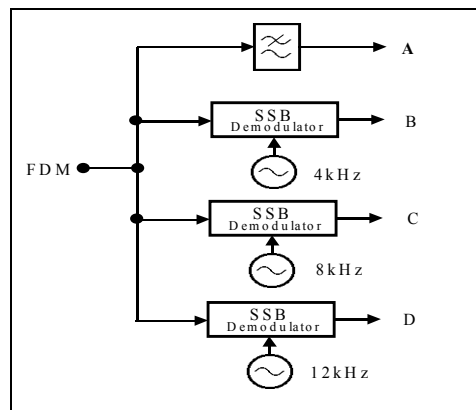 A
SSB
Demodulator
B
4kHz
FDM
SSB
Demodulator
C
8kHz
SSB
Demodulator
D
12kHz